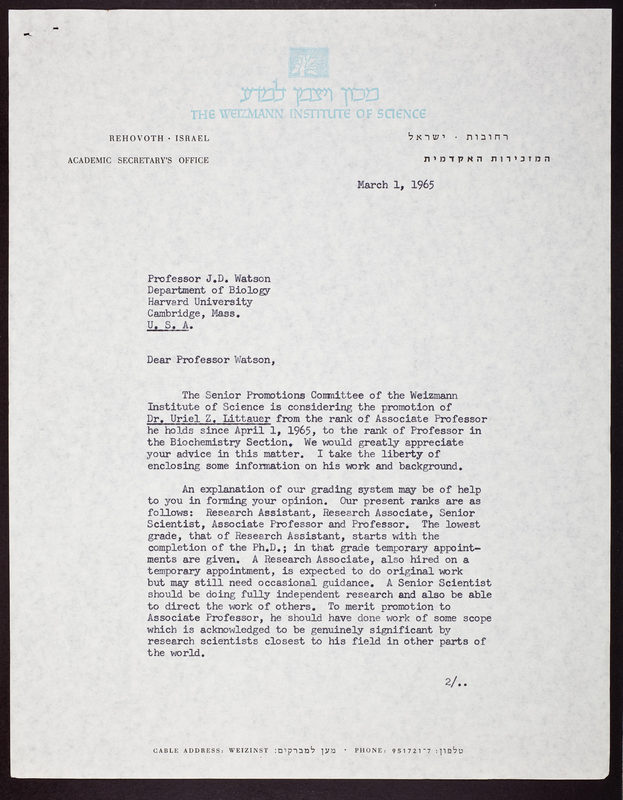 מכון ויצמן למדע
THE WEIZMANN INSTITUTE OF SCIENCE
REHOVOTH · ISRAEL
רחובות · ישראל
ACADEMIC SECRETARY'S OFFICE
המזכירות האקדמית
March 1, 1965
Professor J.D. Watson
Department of Biology
Harvard University
Cambridge, Mass.
U. S. A.
Dear Professor Watson,
The Senior Promotions Committee of the Weizmann
Institute of Science is considering the promotion of
Dr. Uriel Z. Littauer from the rank of Associate Professor
he holds since April 1, 1965, to the rank of Professor in
the Biochemistry Section. We would greatly appreciate
your advice in this matter. I take the liberty of
enclosing some information on his work and background.
An explanation of our grading system may be of help
to you in forming your opinion. Our present ranks are as
follows: Research Assistant, Research Associate, Senior
Scientist, Associate Professor and Professor. The lowest
grade, that of Research Assistant, starts with the
completion of the Ph.D.; in that grade temporary appoint-
ments are given. A Research Associate, also hired on a
temporary appointment, is expected to do original work
but may still need occasional guidance. A Senior Scientist
should be doing fully independent research and also be able
to direct the work of others. To merit promotion to
Associate Professor, he should have done work of some scope
which is acknowledged to be genuinely significant by
research scientists closest to his field in other parts of
the world.
2/..
CABLE ADDRESS: WEIZINST :מען למברקים · PHONE: 951721-7 :טלפון